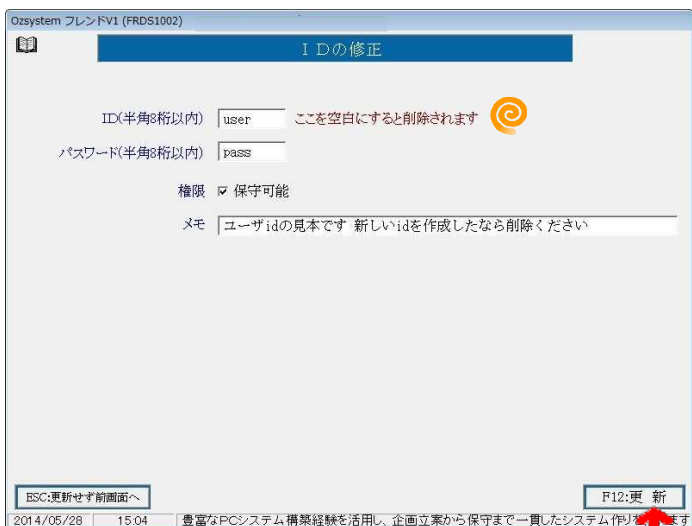 Ozsystem フレンドV1 (FRDS1002)
ＩＤの修正
ID(半角8桁以内) user ここを空白にすると削除されます
パスワード(半角8桁以内) pass
権限 保守可能
メモ ユーザidの見本です 新しいidを作成したなら削除ください
ESC:更新せず前画面へ
F12:更 新
2014/05/28 15:04 豊富なPCシステム構築経験を活用し、企画立案から保守まで一貫したシステム作りを ます